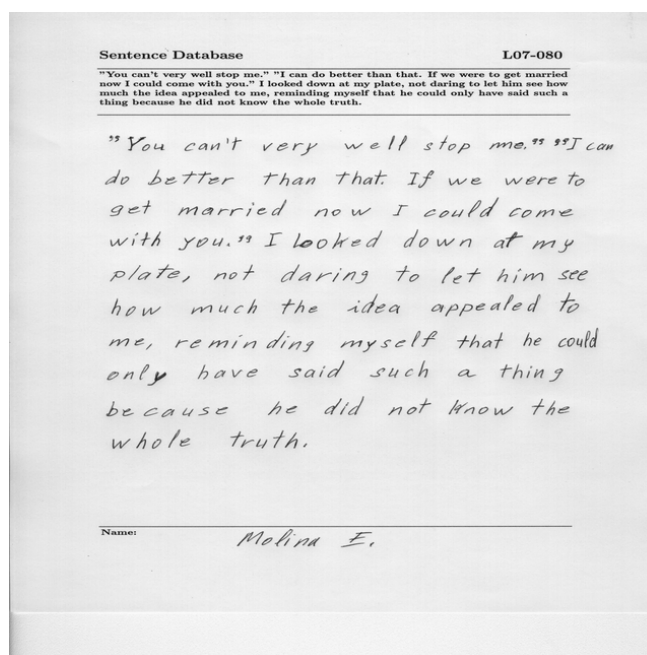 Sentence Database L07-080
"You can't very well stop me." "I can do better than that. If we were to get married
now I could come with you." I looked down at my plate, not daring to let him see how
much the idea appealed to me, reminding myself that he could only have said such a
thing because he did not know the whole truth.
"You can't very well stop me." "I can
do better than that. If we were to
get married now I could come
with you." I looked down at my
plate, not daring to let him see
how much the idea appealed to
me, reminding myself that he could
only have said such a thing
because he did not know the
whole truth.
Name: Molina E.